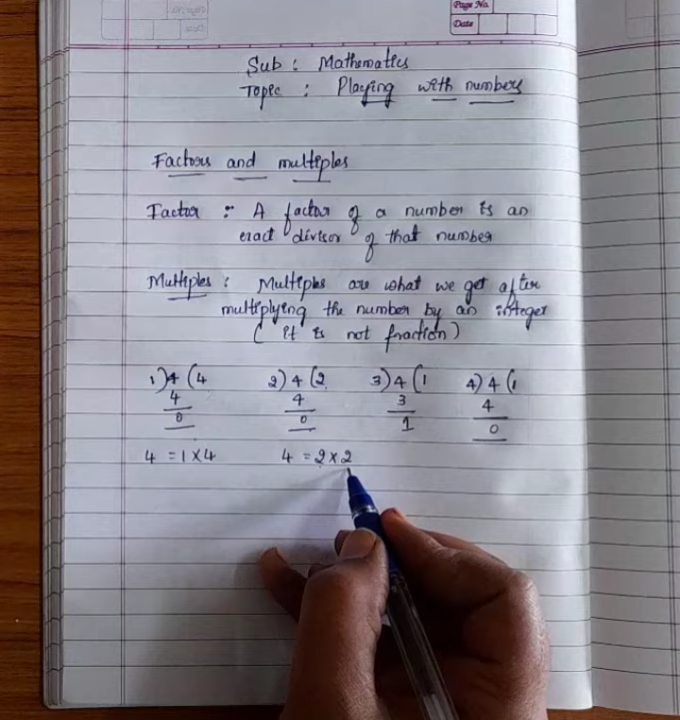 Page No.
Date
Sub : Mathematics
Topic : Playing with numbers
Factors and multiples
Factor :- A factor of a number is an
exact divisor of that number
Multiples : Multiples are what we get after
multiplying the number by an integer
( it is not fraction )
1) 4 ( 4 2) 4 ( 2 3) 4 ( 1 4) 4 ( 1
4 4 3 4
0 0 1 0
4 = 1 x 4 4 = 2 x 2